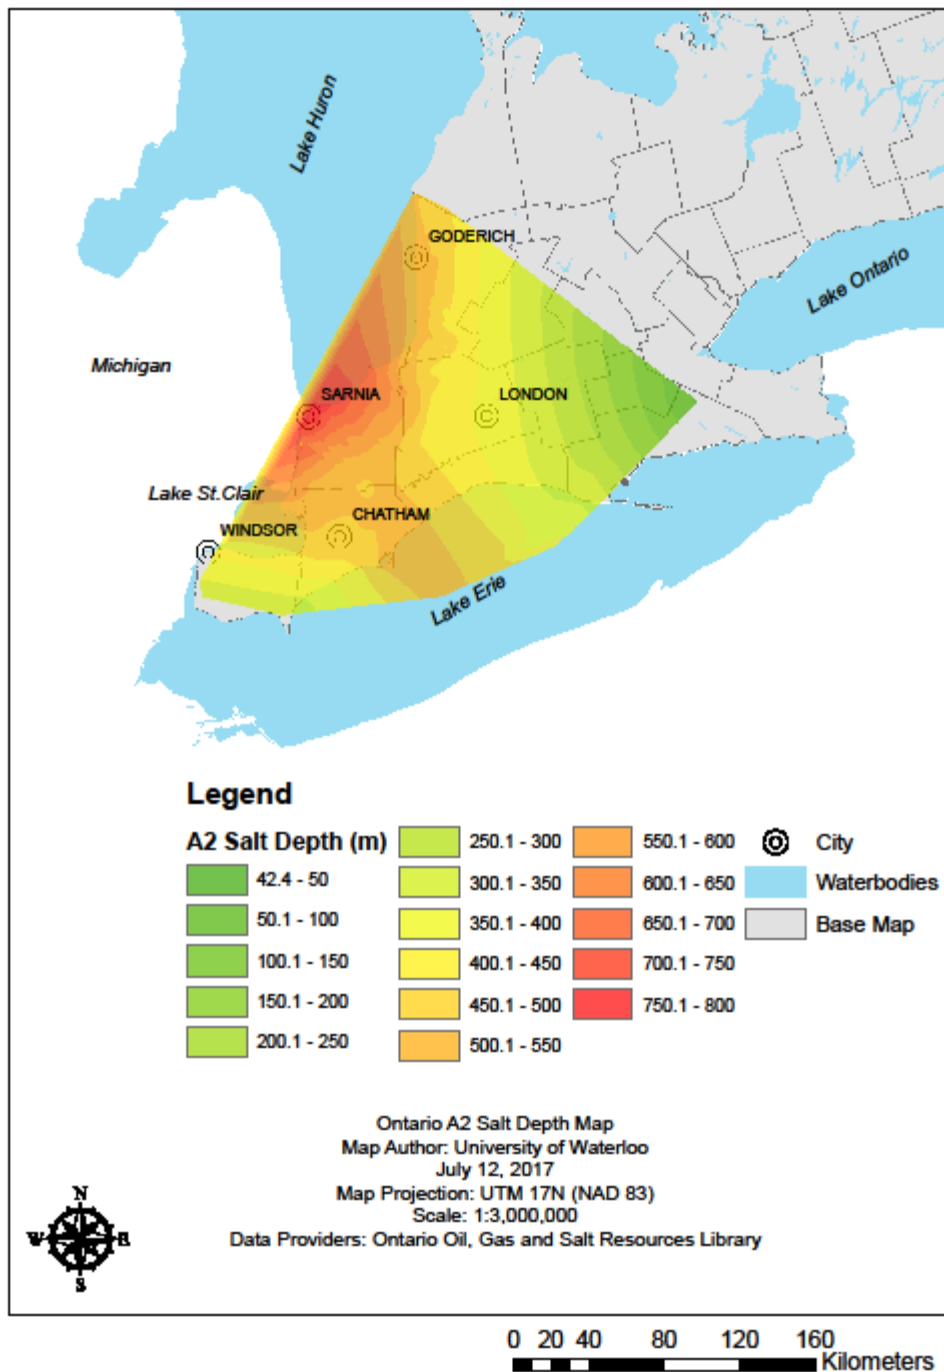 Lake Huron
GODERICH
Lake Ontario
Michigan
SARNIA
LONDON
Lake St.Clair
CHATHAM
WINDSOR
Lake Erie
Legend
A2 Salt Depth (m)
42.4 - 50
50.1 - 100
100.1 - 150
150.1 - 200
200.1 - 250
250.1 - 300
300.1 - 350
350.1 - 400
400.1 - 450
450.1 - 500
500.1 - 550
550.1 - 600
600.1 - 650
650.1 - 700
700.1 - 750
750.1 - 800
City
Waterbodies
Base Map
Ontario A2 Salt Depth Map
Map Author: University of Waterloo
July 12, 2017
Map Projection: UTM 17N (NAD 83)
Scale: 1:3,000,000
Data Providers: Ontario Oil, Gas and Salt Resources Library
N
W E
S
0 20 40 80 120 160
Kilometers